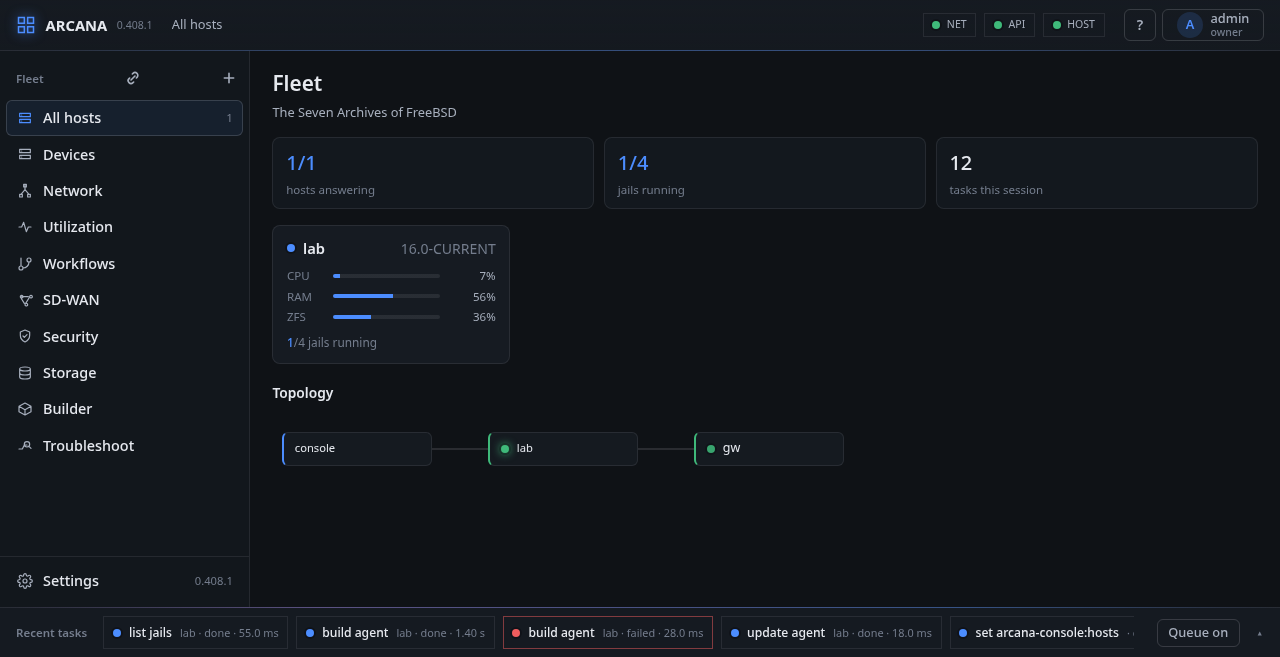 ARCANA 0.408.1 All hosts NET API HOST ? A admin
owner
Fleet
All hosts 1
Devices
Network
Utilization
Workflows
SD-WAN
Security
Storage
Builder
Troubleshoot
Settings 0.408.1
Fleet
The Seven Archives of FreeBSD
1/1
hosts answering
1/4
jails running
12
tasks this session
lab 16.0-CURRENT
CPU 7%
RAM 56%
ZFS 36%
1/4 jails running
Topology
console lab gw
Recent tasks list jails lab · done · 55.0 ms build agent lab · done · 1.40 s build agent lab · failed · 28.0 ms update agent lab · done · 18.0 ms set arcana-console:hosts · Queue on